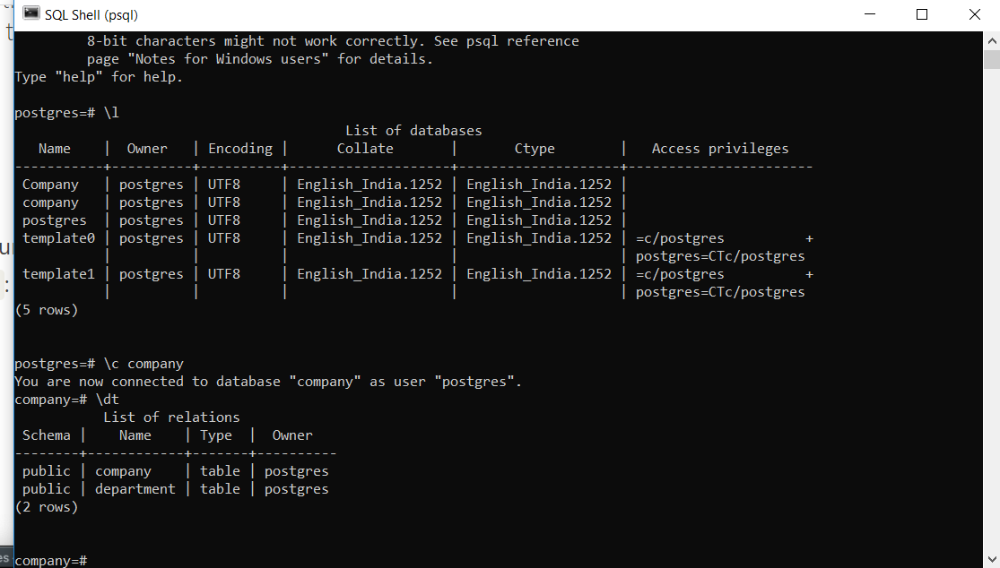 SQL Shell (psql)
8-bit characters might not work correctly. See psql reference
page "Notes for Windows users" for details.
Type "help" for help.
postgres=# \l
List of databases
Name | Owner | Encoding | Collate | Ctype | Access privileges
-----------+----------+----------+--------------------+--------------------+-----------------------
Company | postgres | UTF8 | English_India.1252 | English_India.1252 |
company | postgres | UTF8 | English_India.1252 | English_India.1252 |
postgres | postgres | UTF8 | English_India.1252 | English_India.1252 |
template0 | postgres | UTF8 | English_India.1252 | English_India.1252 | =c/postgres +
| | | | | postgres=CTc/postgres
template1 | postgres | UTF8 | English_India.1252 | English_India.1252 | =c/postgres +
| | | | | postgres=CTc/postgres
(5 rows)
postgres=# \c company
You are now connected to database "company" as user "postgres".
company=# \dt
List of relations
Schema | Name | Type | Owner
--------+------------+-------+----------
public | company | table | postgres
public | department | table | postgres
(2 rows)
company=#